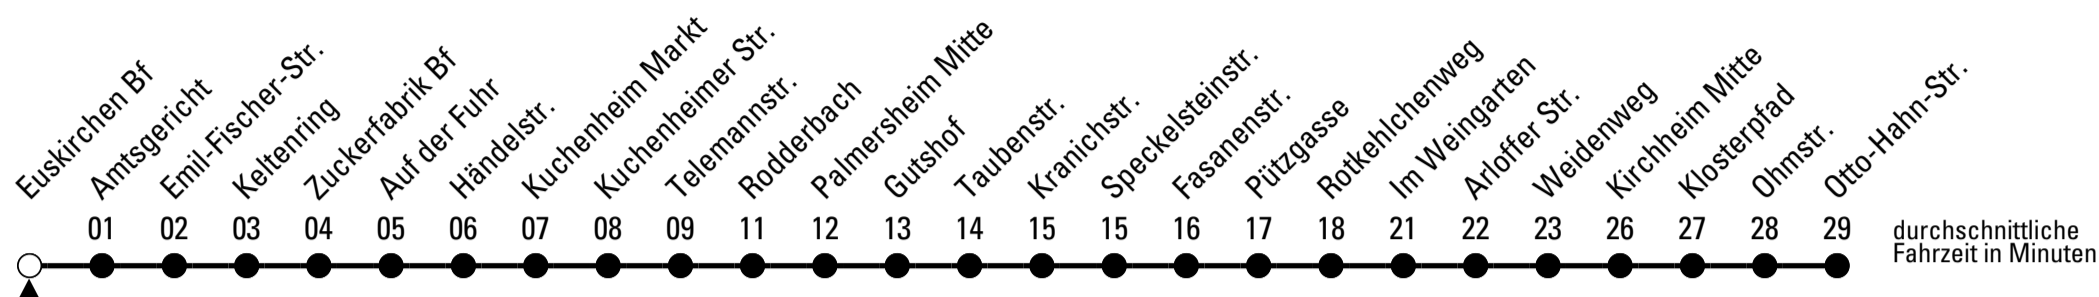 Euskirchen Bf
Amtsgericht
Emil-Fischer-Str.
Keltenring
Zuckerfabrik Bf
Auf der Fuhr
Händelstr.
Kuchenheim Markt
Kuchenheimer Str.
Telemannstr.
Rodderbach
Palmersheim Mitte
Gutshof
Taubenstr.
Kranichstr.
Speckelsteinstr.
Fasanenstr.
Pützgasse
Rotkehlchenweg
Im Weingarten
Arloffer Str.
Weidenweg
Kirchheim Mitte
Klosterpfad
Ohmstr.
Otto-Hahn-Str.
01 02 03 04 05 06 07 08 09 11 12 13 14 15 15 16 17 18 21 22 23 26 27 28 29
durchschnittliche
Fahrzeit in Minuten